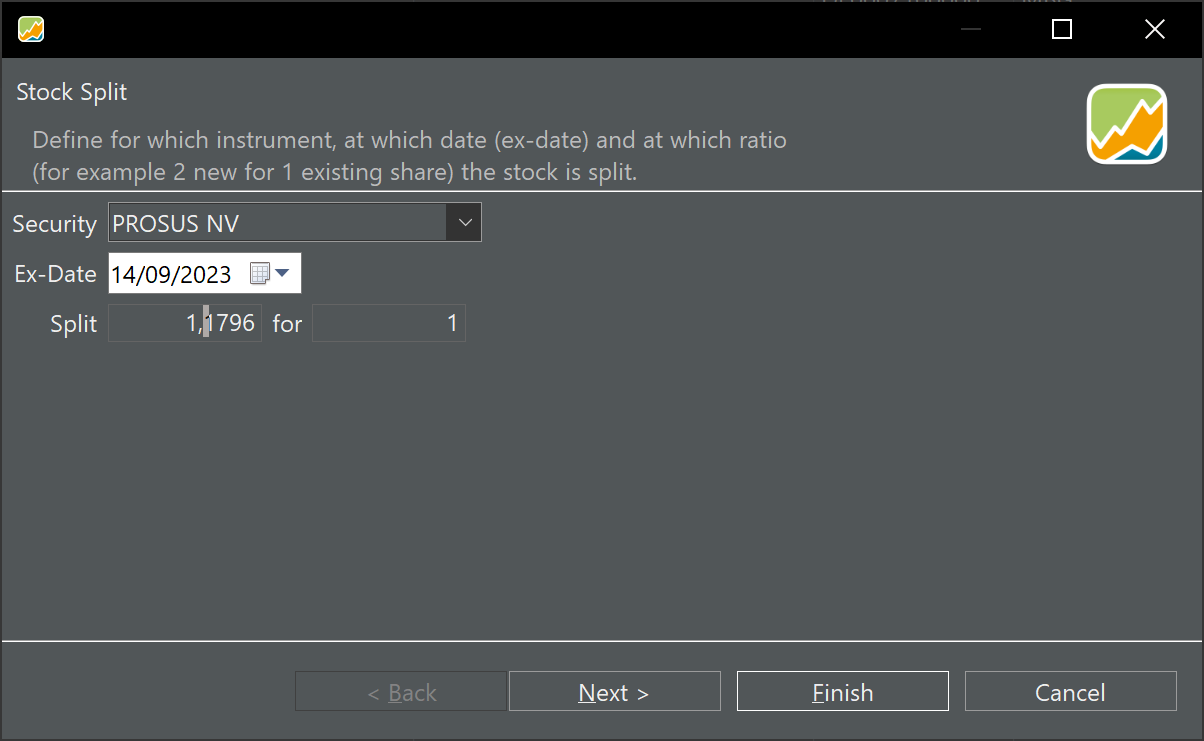 Stock Split
Define for which instrument, at which date (ex-date) and at which ratio
(for example 2 new for 1 existing share) the stock is split.
Security PROSUS NV
Ex-Date 14/09/2023
Split 1,1796 for 1
< Back Next > Finish Cancel